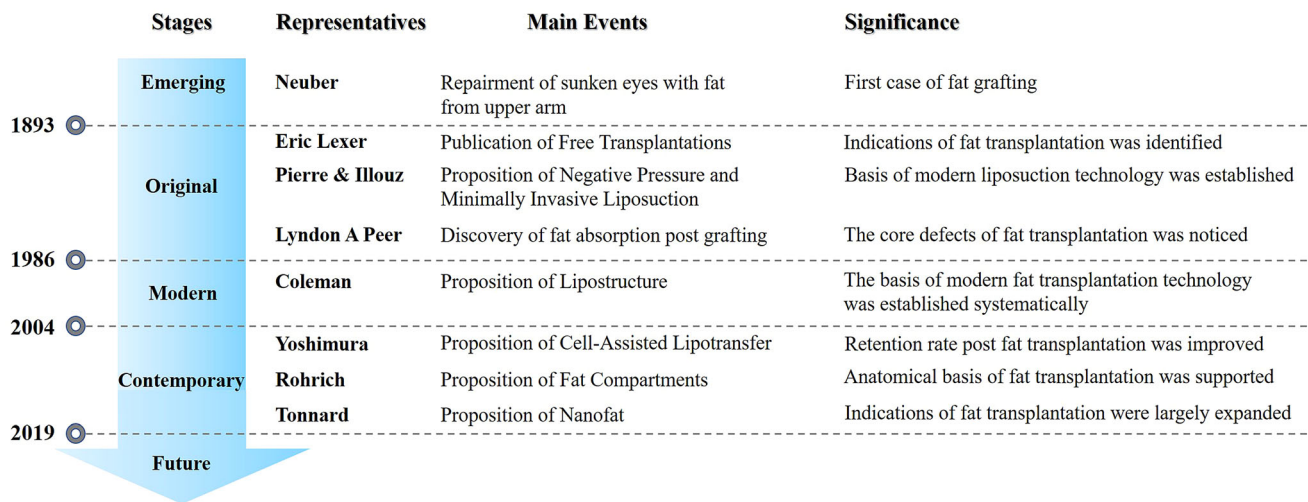 Stages Representatives Main Events Significance
Emerging Neuber Repairment of sunken eyes with fat First case of fat grafting
from upper arm
1893
Eric Lexer Publication of Free Transplantations Indications of fat transplantation was identified
Original Pierre & Illouz Proposition of Negative Pressure and Basis of modern liposuction technology was established
Minimally Invasive Liposuction
Lyndon A Peer Discovery of fat absorption post grafting The core defects of fat transplantation was noticed
1986
Modern Coleman Proposition of Lipostructure The basis of modern fat transplantation technology
was established systematically
2004
Yoshimura Proposition of Cell-Assisted Lipotransfer Retention rate post fat transplantation was improved
Contemporary Rohrich Proposition of Fat Compartments Anatomical basis of fat transplantation was supported
Tonnard Proposition of Nanofat Indications of fat transplantation were largely expanded
2019
Future